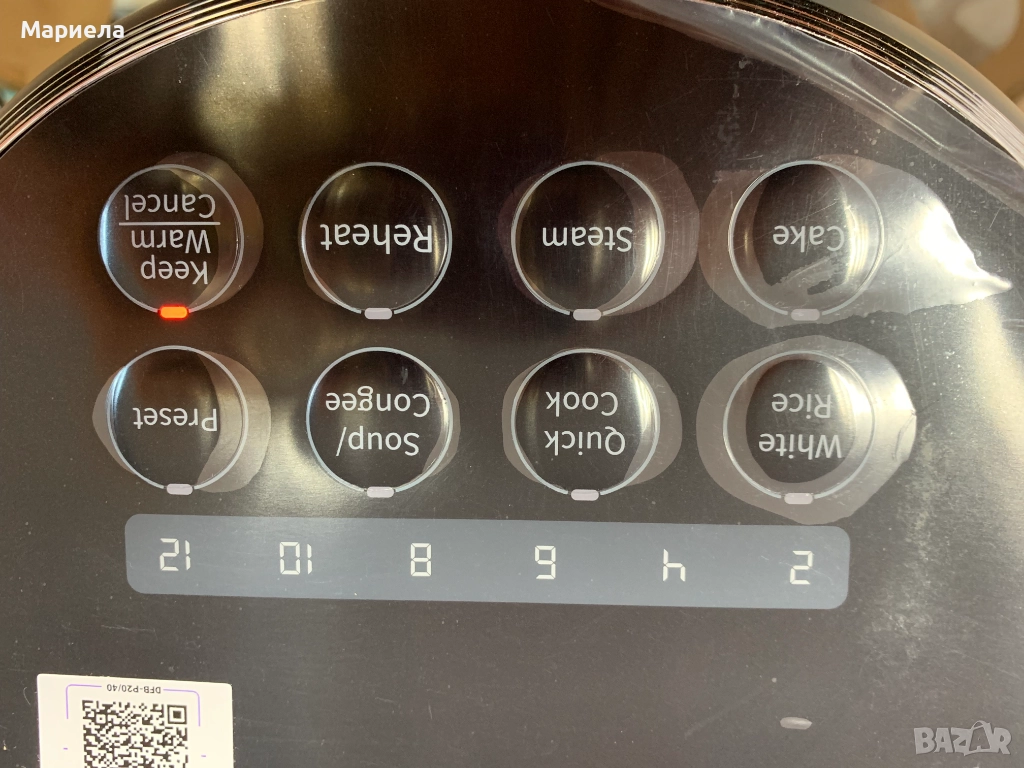 Мариела
DFB-P20/40
2 4 6 8 10 12
White
Rice
Quick
Cook
Soup/
Congee
Preset
Cake
Steam
Reheat
Keep
Warm
Cancel
BAZAR